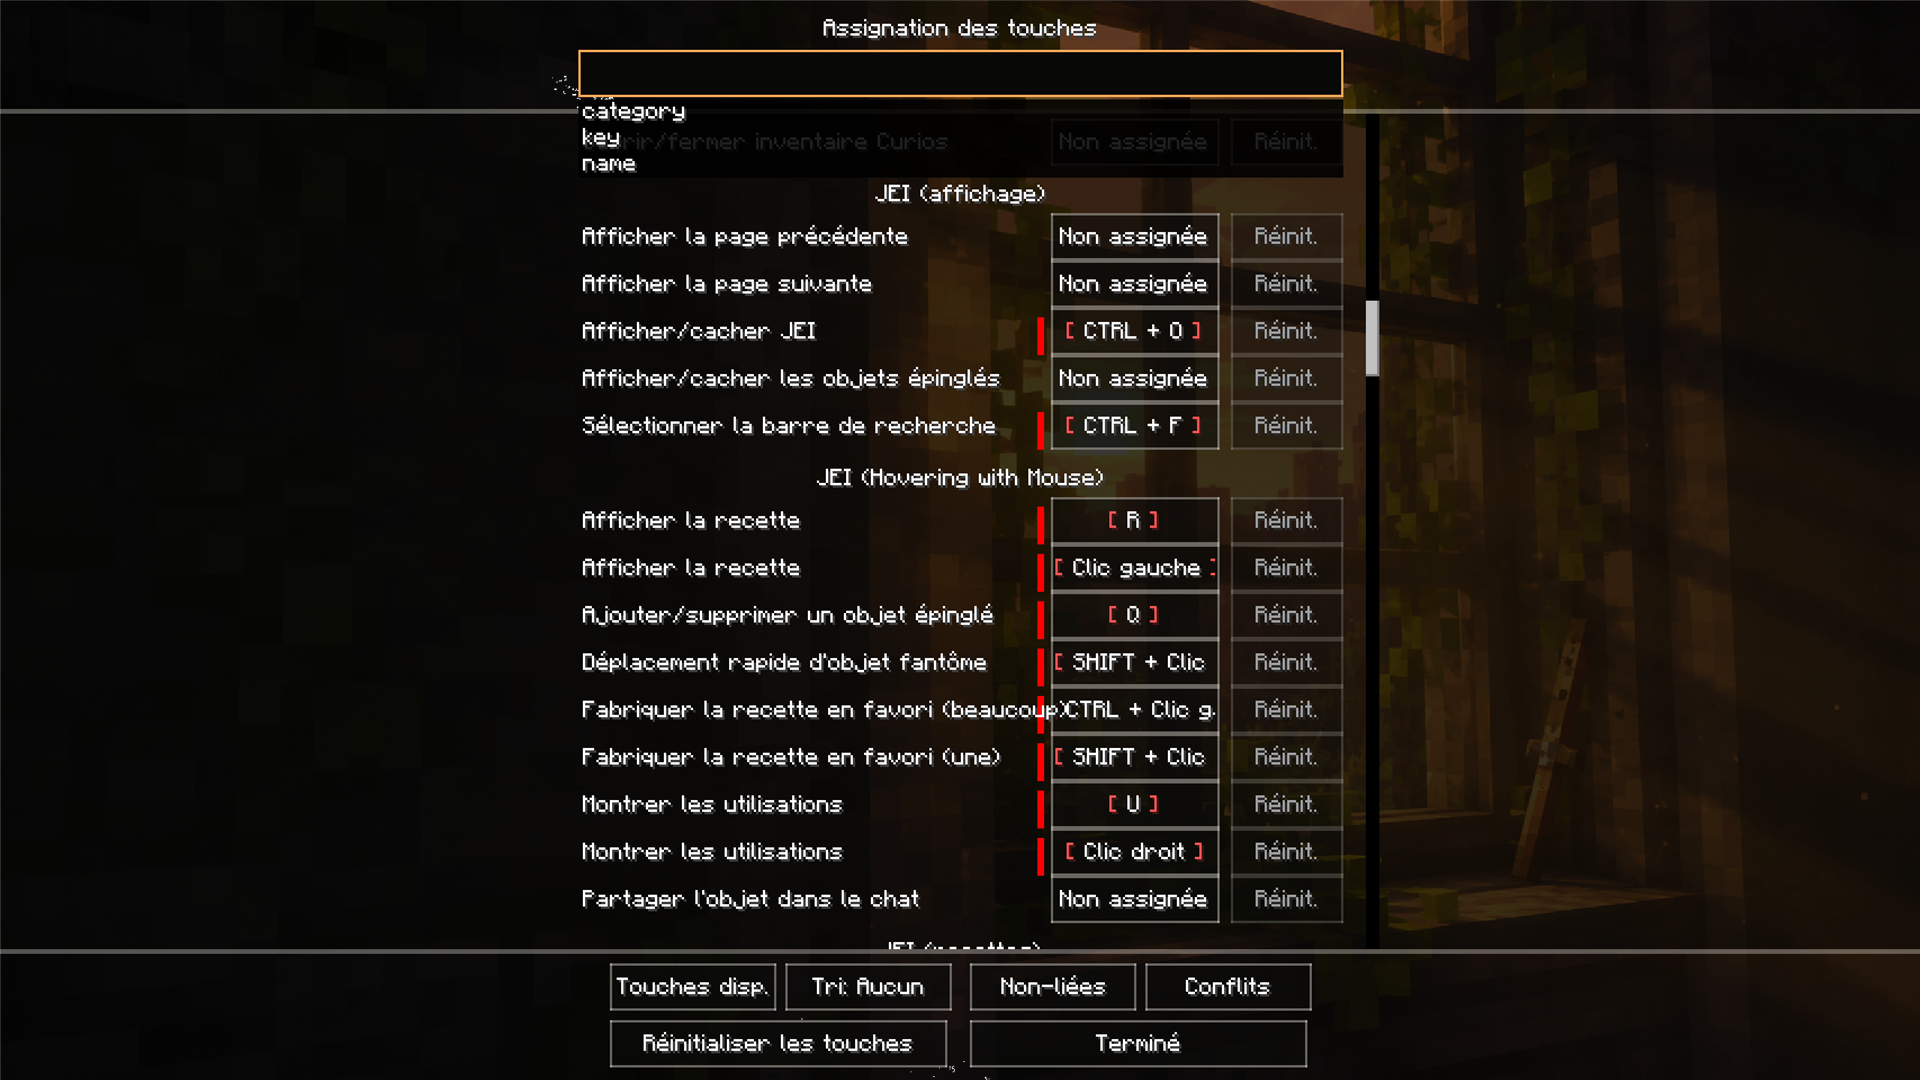 Assignation des touches
category
key
name
rir/fermer inventaire Curios Non assignée Réinit.
JEI (affichage)
Afficher la page précédente Non assignée Réinit.
Afficher la page suivante Non assignée Réinit.
Afficher/cacher JEI [ CTRL + O ] Réinit.
Afficher/cacher les objets épinglés Non assignée Réinit.
Sélectionner la barre de recherche [ CTRL + F ] Réinit.
JEI (Hovering with Mouse)
Afficher la recette [ R ] Réinit.
Afficher la recette [ Clic gauche ] Réinit.
Ajouter/supprimer un objet épinglé [ Q ] Réinit.
Déplacement rapide d'objet fantôme [ SHIFT + Clic Réinit.
Fabriquer la recette en favori (beaucoup) CTRL + Clic g Réinit.
Fabriquer la recette en favori (une) [ SHIFT + Clic Réinit.
Montrer les utilisations [ U ] Réinit.
Montrer les utilisations [ Clic droit ] Réinit.
Partager l'objet dans le chat Non assignée Réinit.
JEI (recettes)
Touches disp. Tri: Aucun Non-liées Conflits
Réinitialiser les touches Terminé